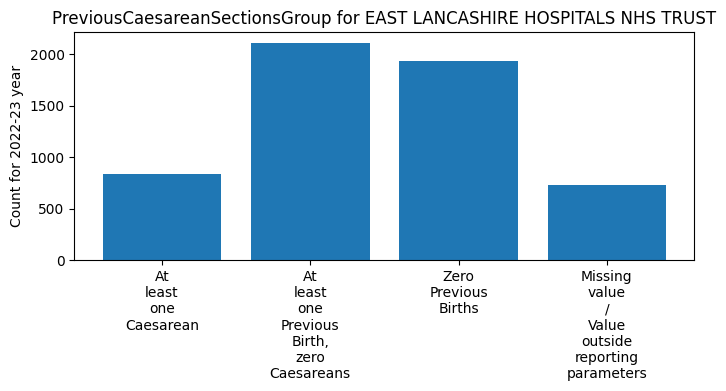 PreviousCaesareanSectionsGroup for EAST LANCASHIRE HOSPITALS NHS TRUST
Count for 2022-23 year
2000
1500
1000
500
0
At
least
one
Caesarean
At
least
one
Previous
Birth,
zero
Caesareans
Zero
Previous
Births
Missing
value
/
Value
outside
reporting
parameters